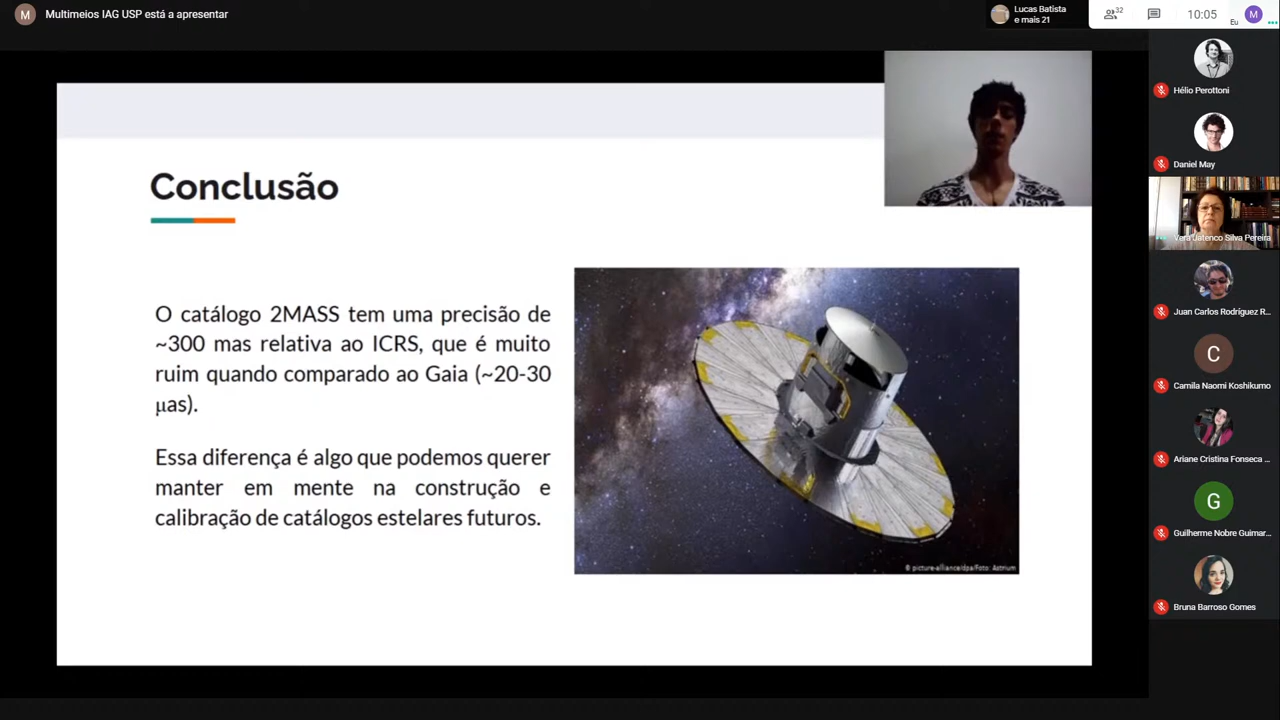 M Multimeios IAG USP está a apresentar
Lucas Batista
e mais 21
32
10:05
Eu
M
Conclusão
O catálogo 2MASS tem uma precisão de
~300 mas relativa ao ICRS, que é muito
ruim quando comparado ao Gaia (~20-30
µas).
Essa diferença é algo que podemos querer
manter em mente na construção e
calibração de catálogos estelares futuros.
© picture-alliance/dpa/Foto: Astrium
Hélio Perottoni
Daniel May
Vera Jatenco Silva Pereira
Juan Carlos Rodríguez R...
C
Camila Naomi Koshikumo
Ariane Cristina Fonseca ...
G
Guilherme Nobre Guimar...
Bruna Barroso Gomes